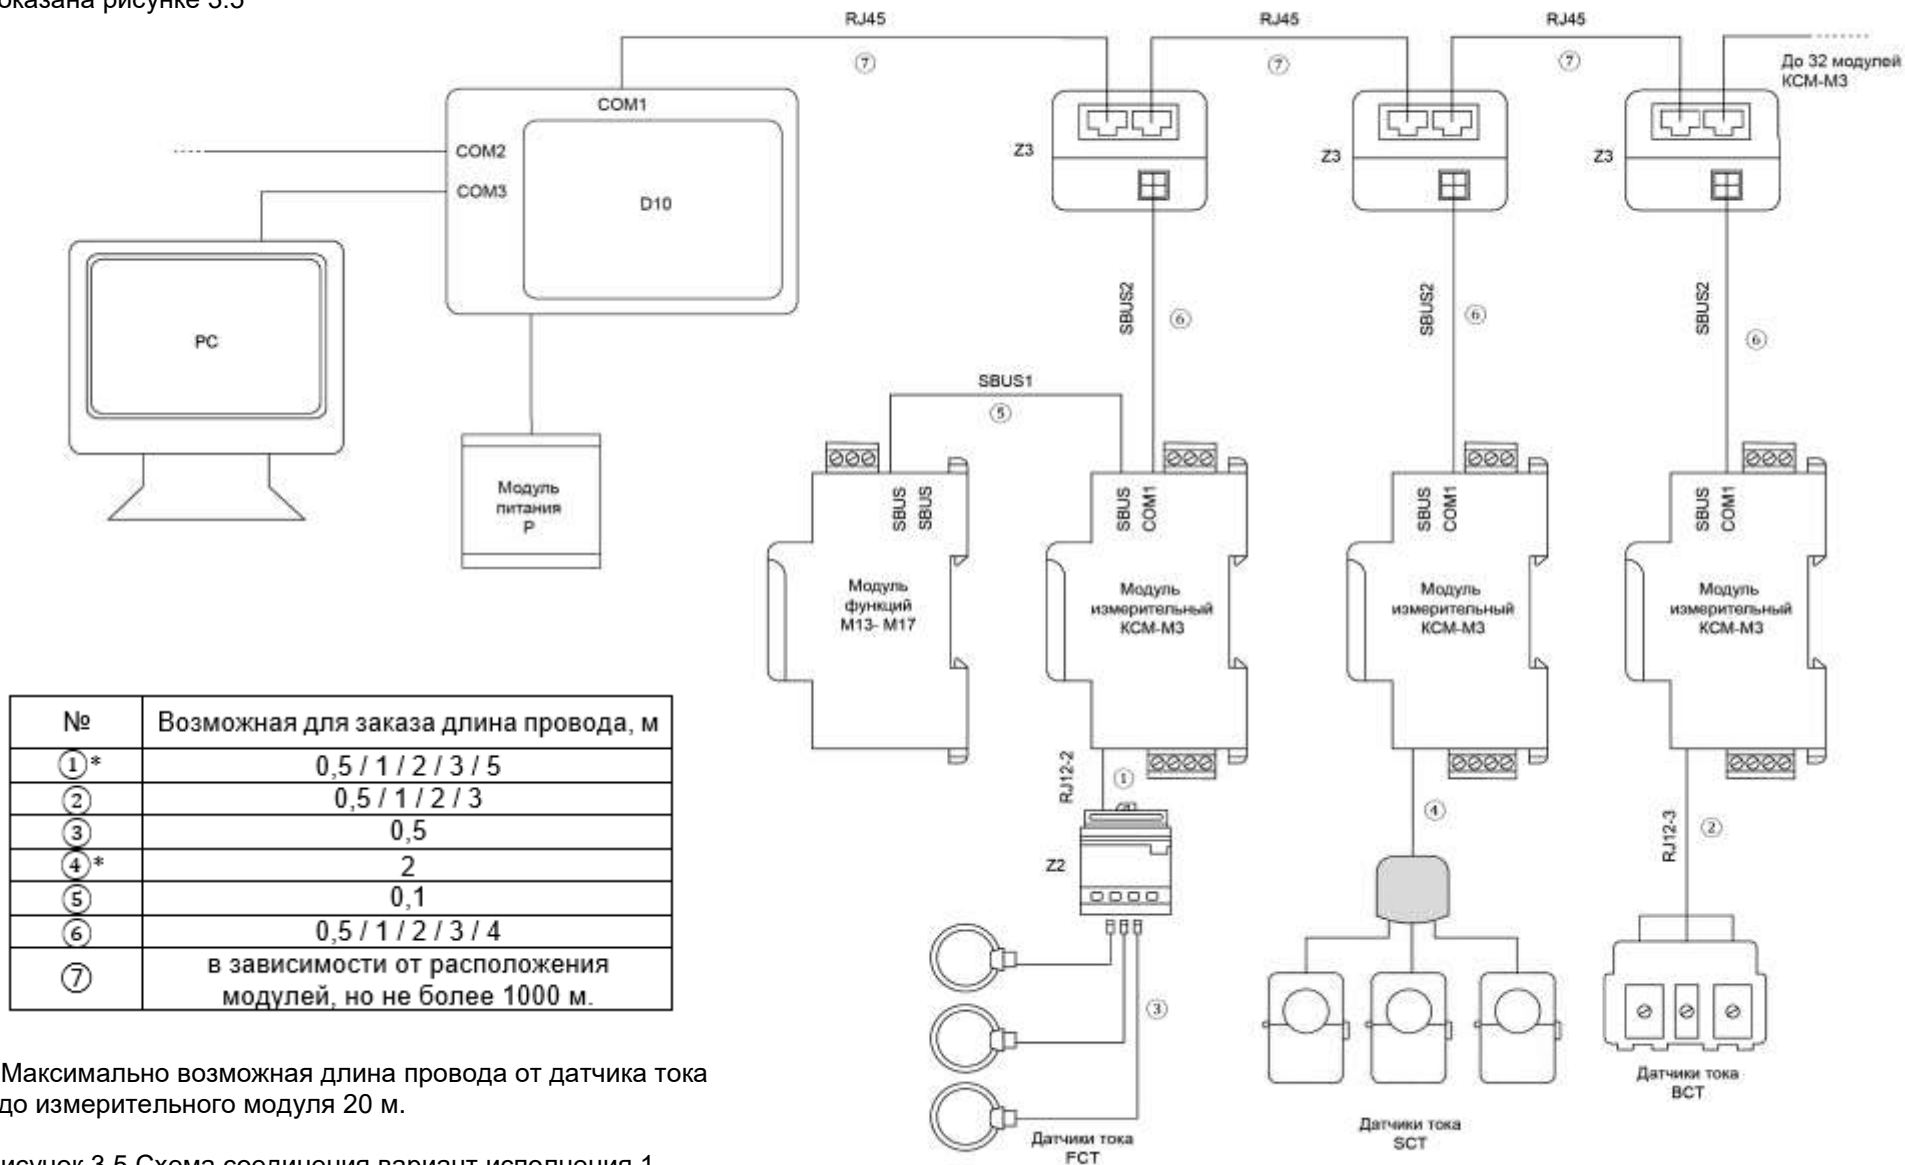 оказана рисунке 3.5
RJ45
RJ45
RJ45
⑦
⑦
⑦
До 32 модулей
КСМ-М3
COM1
COM2
COM3
D10
Z3
Z3
Z3
PC
SBUS2
⑥
SBUS2
⑥
SBUS2
⑥
SBUS1
⑤
Модуль
питания
P
SBUS
SBUS
SBUS
COM1
SBUS
COM1
SBUS
COM1
Модуль
функций
М13- М17
Модуль
измерительный
КСМ-М3
Модуль
измерительный
КСМ-М3
Модуль
измерительный
КСМ-М3
№ Возможная для заказа длина провода, м
①* 0,5 / 1 / 2 / 3 / 5
② 0,5 / 1 / 2 / 3
③ 0,5
④* 2
⑤ 0,1
⑥ 0,5 / 1 / 2 / 3 / 4
⑦ в зависимости от расположения
модулей, но не более 1000 м.
RJ12-2
①
④
RJ12-3
②
Z2
③
Датчики тока
FCT
Датчики тока
SCT
Датчики тока
BCT
Максимально возможная длина провода от датчика тока
до измерительного модуля 20 м.
исунок 3.5 Схема соединения вариант исполнения 1